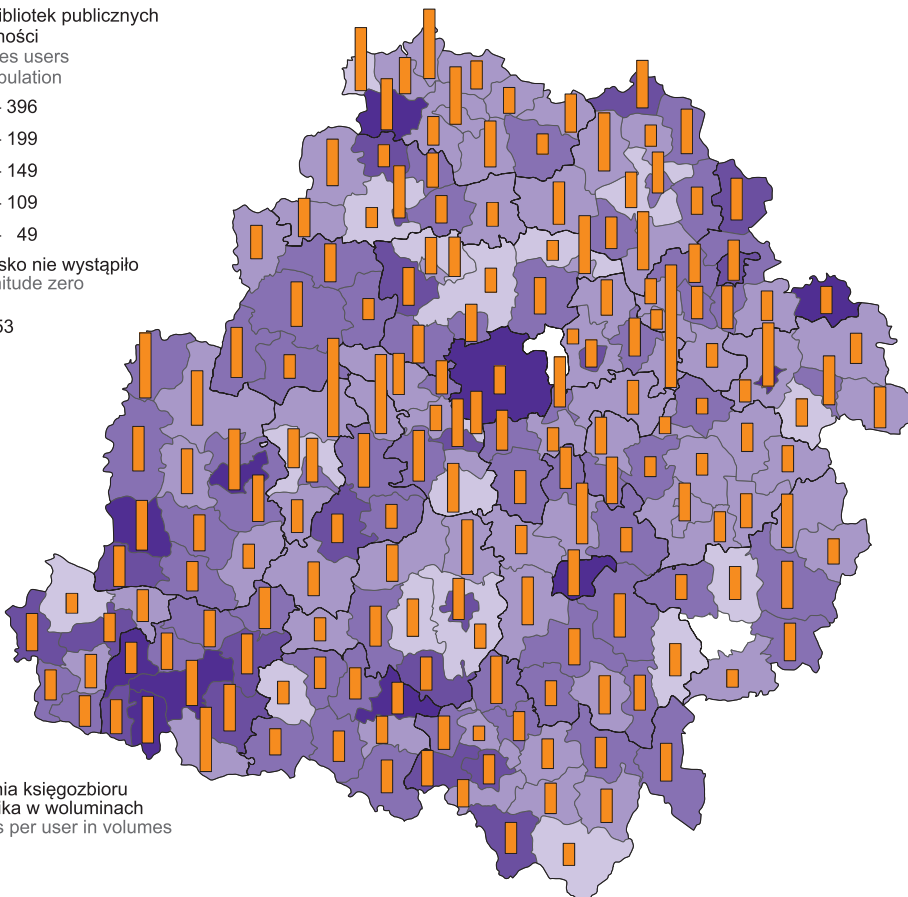 bibliotek publicznych
ności
es users
pulation
- 396
- 199
- 149
- 109
- 49
sko nie wystąpiło
nitude zero
53
nia księgozbioru
ika w woluminach
s per user in volumes